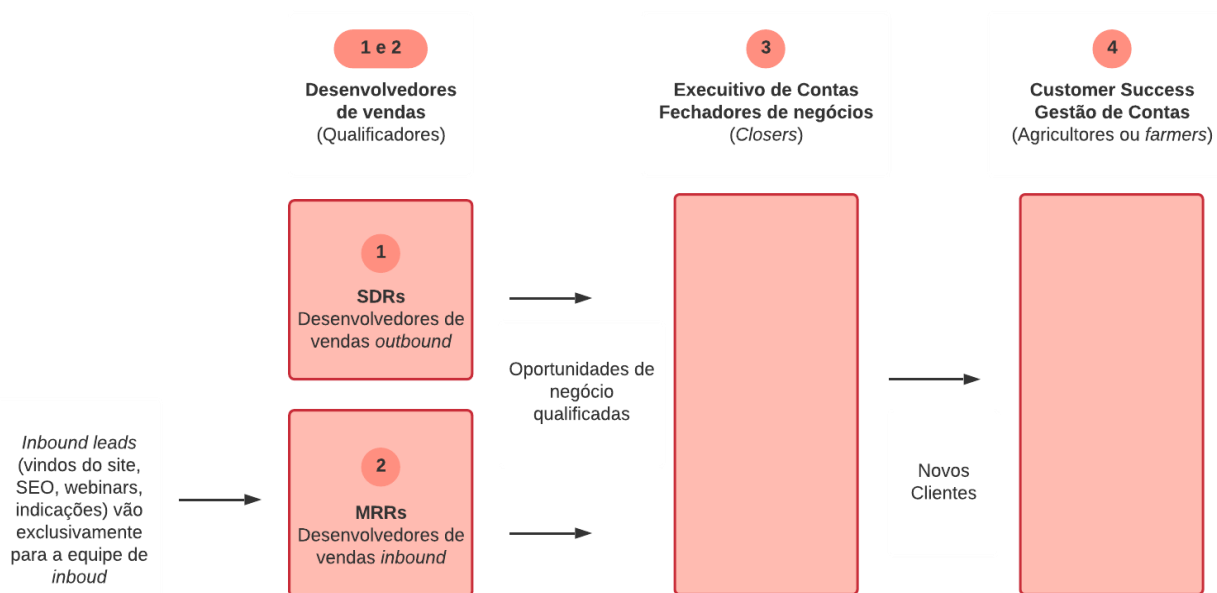 1 e 2
Desenvolvedores
de vendas
(Qualificadores)
3
Execuitivo de Contas
Fechadores de negócios
(Closers)
4
Customer Success
Gestão de Contas
(Agricultores ou farmers)
1
SDRs
Desenvolvedores de
vendas outbound
Oportunidades de
negócio
qualificadas
Inbound leads
(vindos do site,
SEO, webinars,
indicações) vão
exclusivamente
para a equipe de
inboud
2
MRRs
Desenvolvedores de
vendas inbound
Novos
Clientes